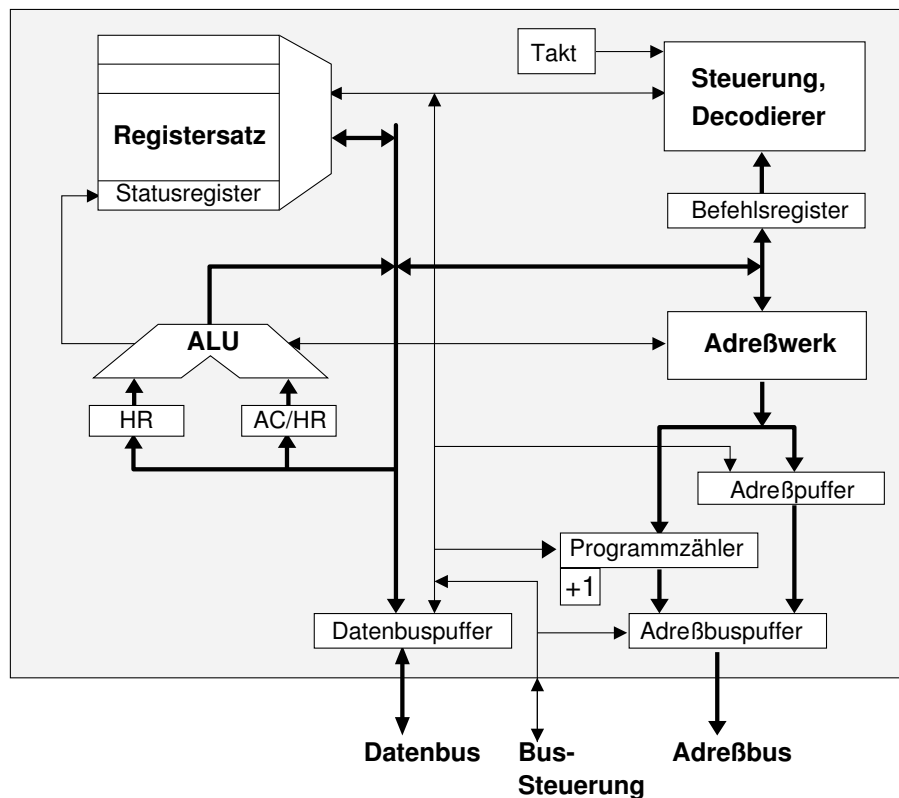 Takt
Steuerung,
Decodierer
Registersatz
Statusregister
Befehlsregister
ALU
Adreßwerk
HR
AC/HR
Adreßpuffer
Programmzähler
+1
Datenbuspuffer
Adreßbuspuffer
Datenbus
Bus-
Steuerung
Adreßbus